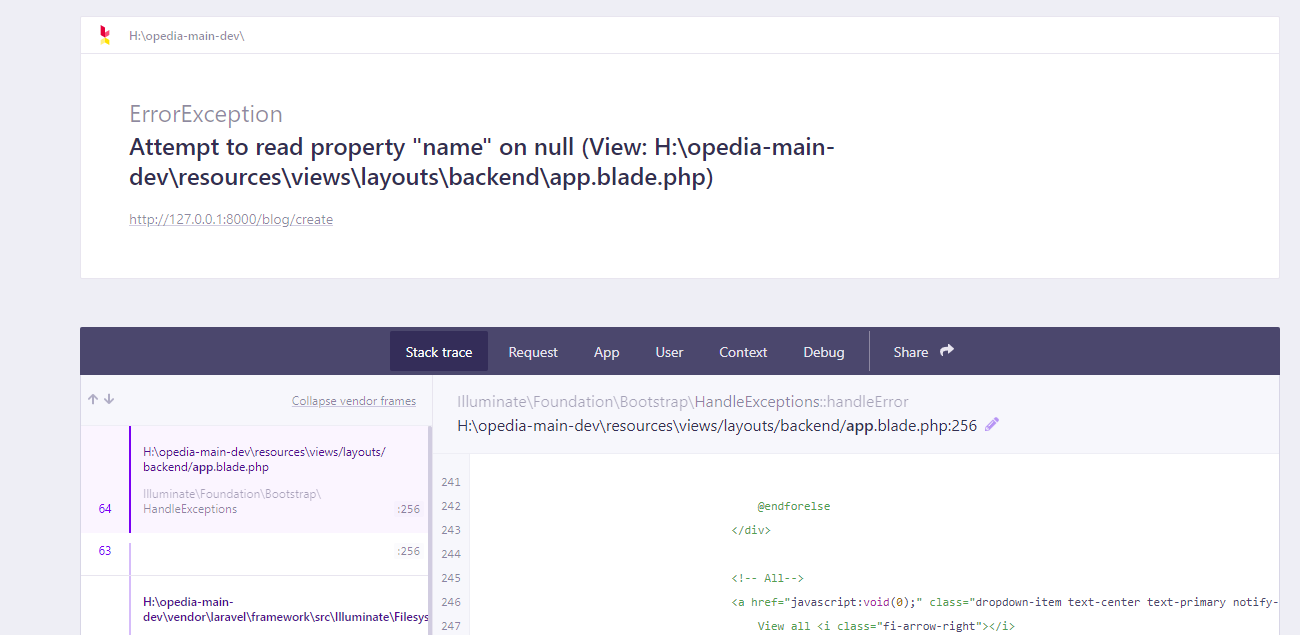 H:\opedia-main-dev\
ErrorException
Attempt to read property "name" on null (View: H:\opedia-main-
dev\resources\views\layouts\backend\app.blade.php)
http://127.0.0.1:8000/blog/create
Stack trace Request App User Context Debug Share
Collapse vendor frames
H:\opedia-main-dev\resources\views/layouts/
backend/app.blade.php
Illuminate\Foundation\Bootstrap\
64 HandleExceptions :256
63 :256
H:\opedia-main-
dev\vendor\laravel\framework\src\Illuminate\Filesys
Illuminate\Foundation\Bootstrap\HandleExceptions::handleError
H:\opedia-main-dev\resources\views/layouts/backend/app.blade.php:256
241
242 @endforelse
243 </div>
244
245 <!-- All-->
246 <a href="javascript:void(0);" class="dropdown-item text-center text-primary notify-
247 View all <i class="fi-arrow-right"></i>